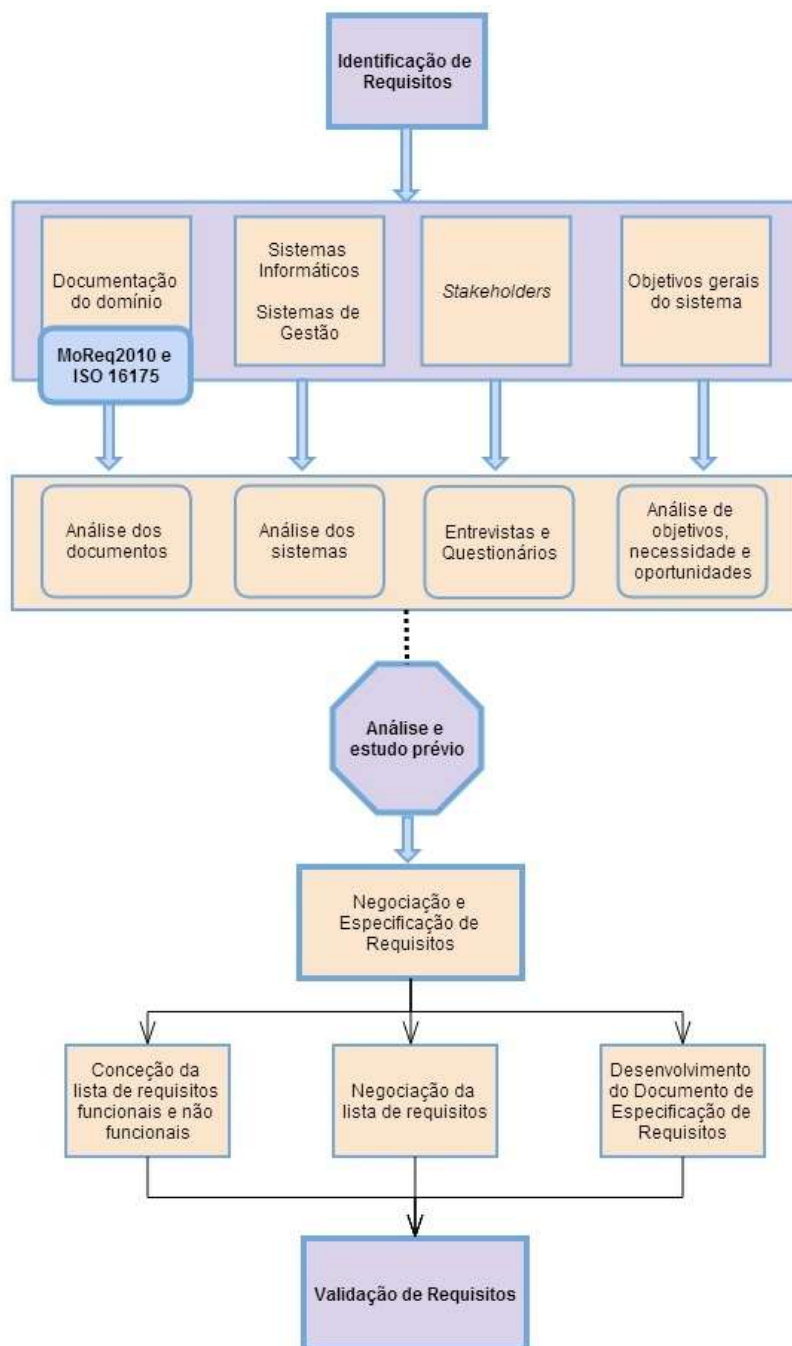 Identificação de
Requisitos
Documentação
do domínio
MoReq2010 e
ISO 16175
Sistemas
Informáticos
Sistemas de
Gestão
Stakeholders
Objetivos gerais
do sistema
Análise dos
documentos
Análise dos
sistemas
Entrevistas e
Questionários
Análise de
objetivos,
necessidade e
oportunidades
Análise e
estudo prévio
Negociação e
Especificação de
Requisitos
Conceção da
lista de requisitos
funcionais e não
funcionais
Negociação da
lista de requisitos
Desenvolvimento
do Documento de
Especificação de
Requisitos
Validação de Requisitos